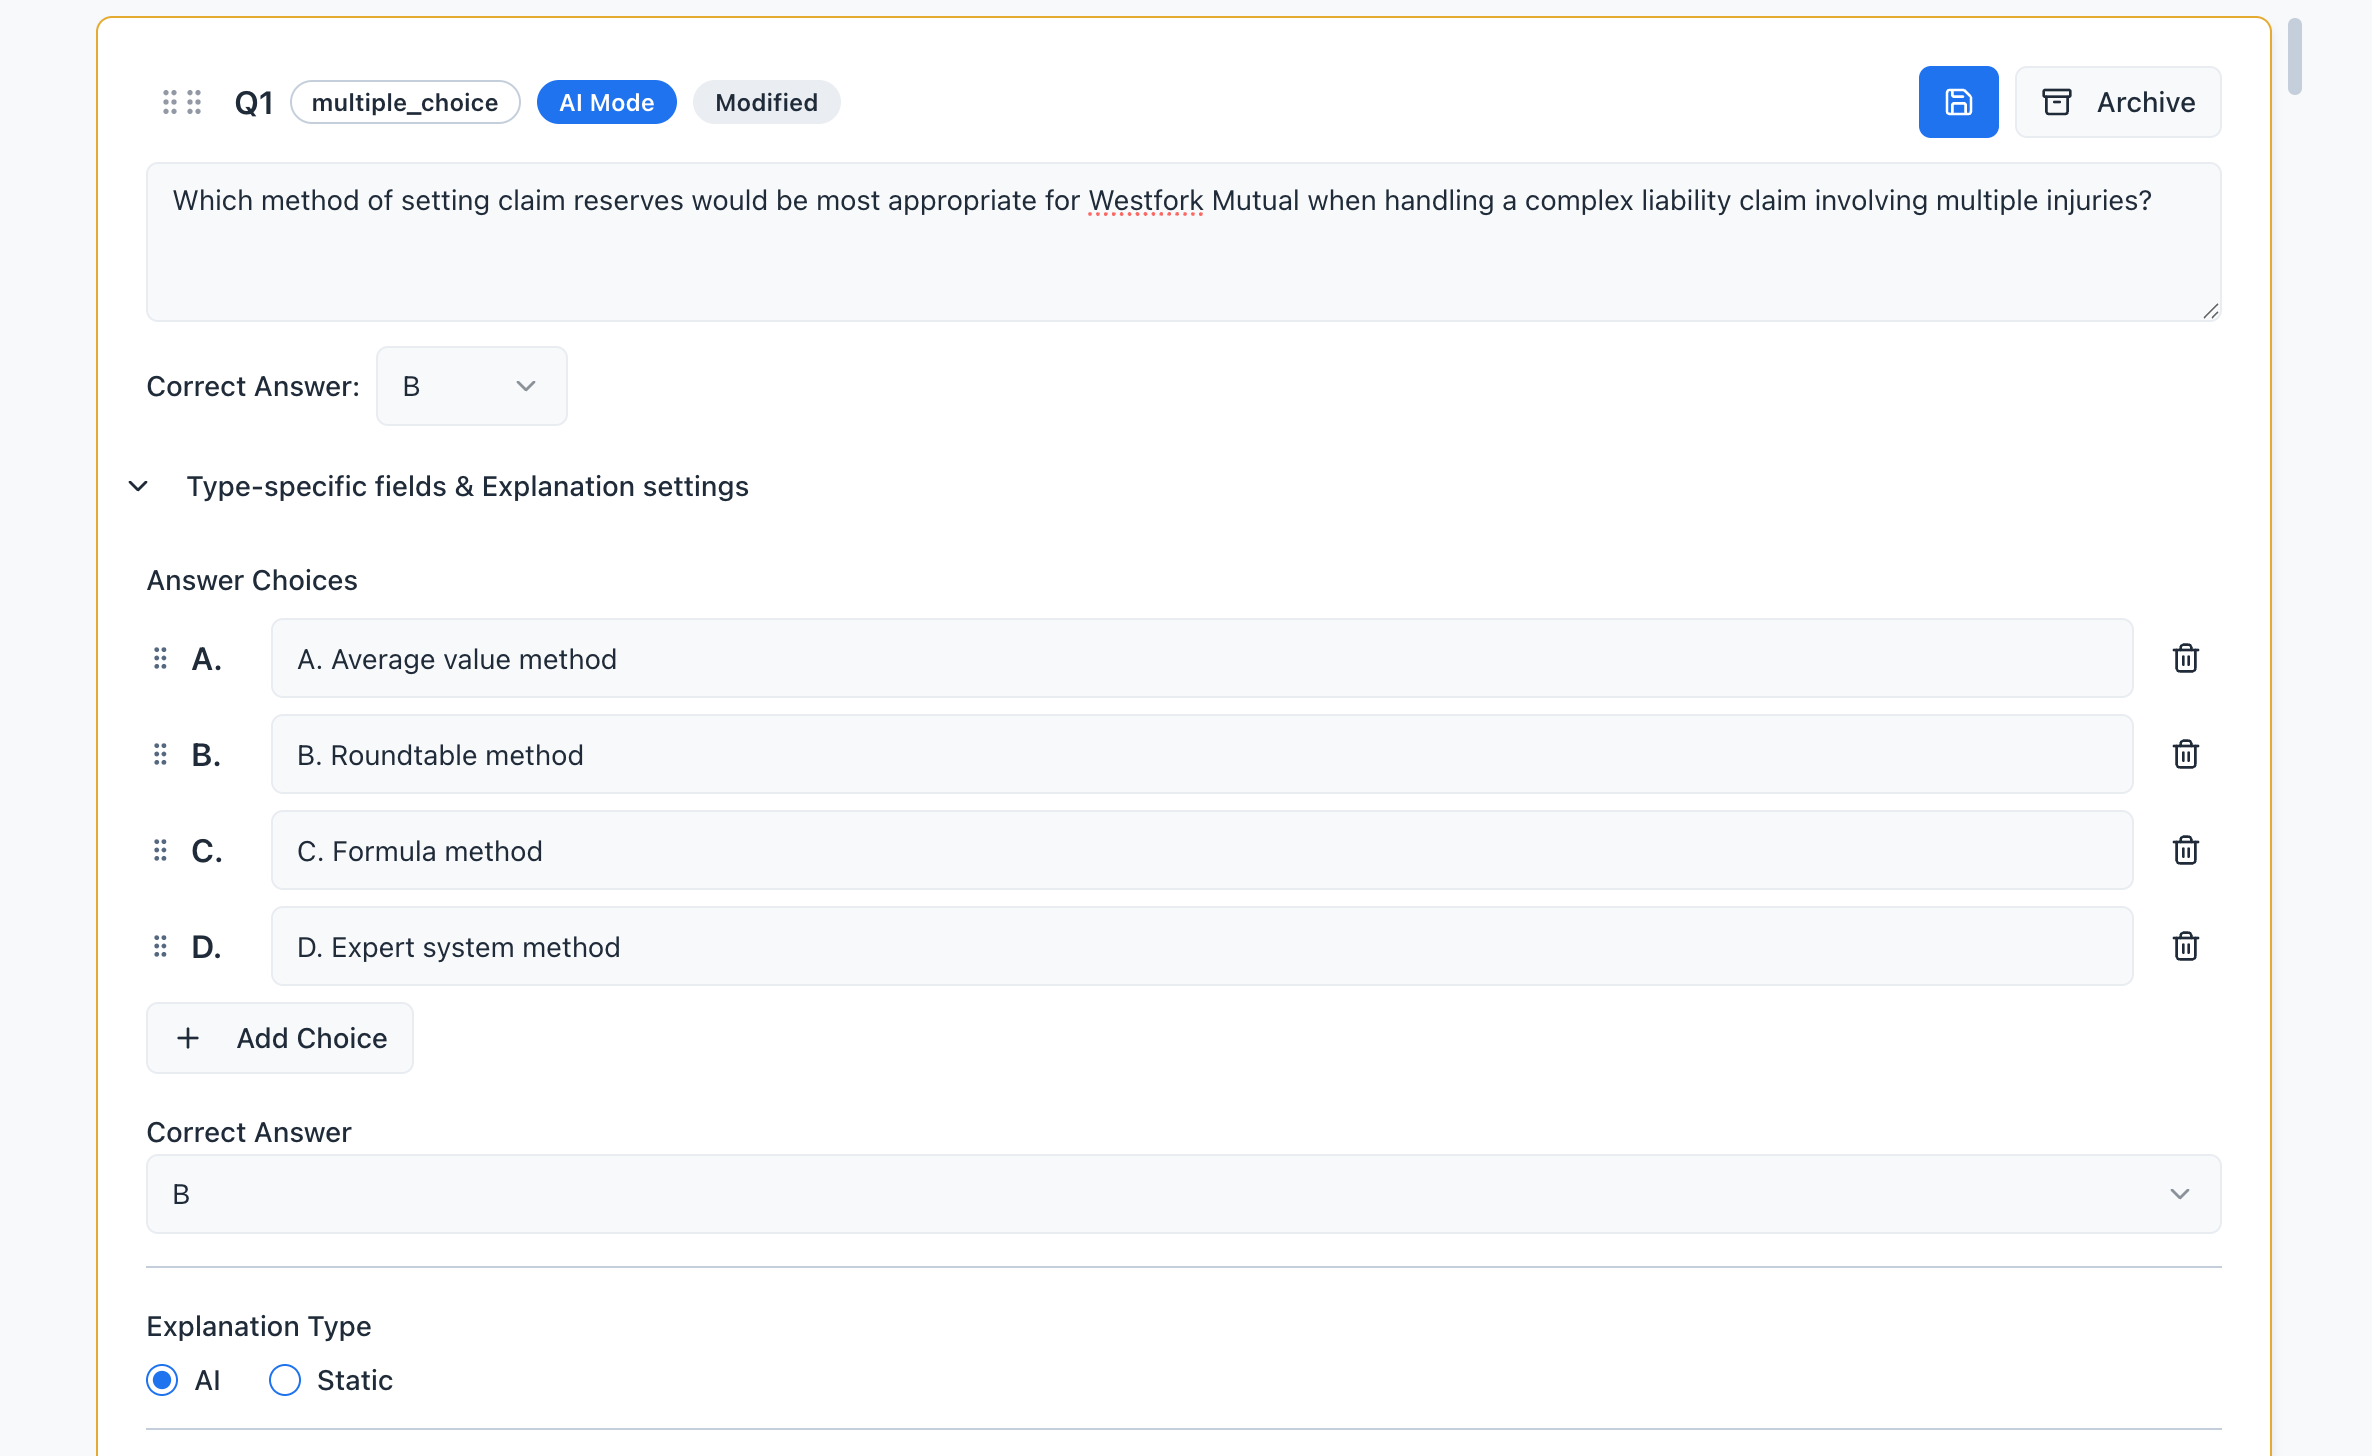 Q1 multiple_choice AI Mode Modified Archive
Which method of setting claim reserves would be most appropriate for Westfork Mutual when handling a complex liability claim involving multiple injuries?
Correct Answer: B
Type-specific fields & Explanation settings
Answer Choices
A. A. Average value method
B. B. Roundtable method
C. C. Formula method
D. D. Expert system method
Add Choice
Correct Answer
B
Explanation Type
AI Static